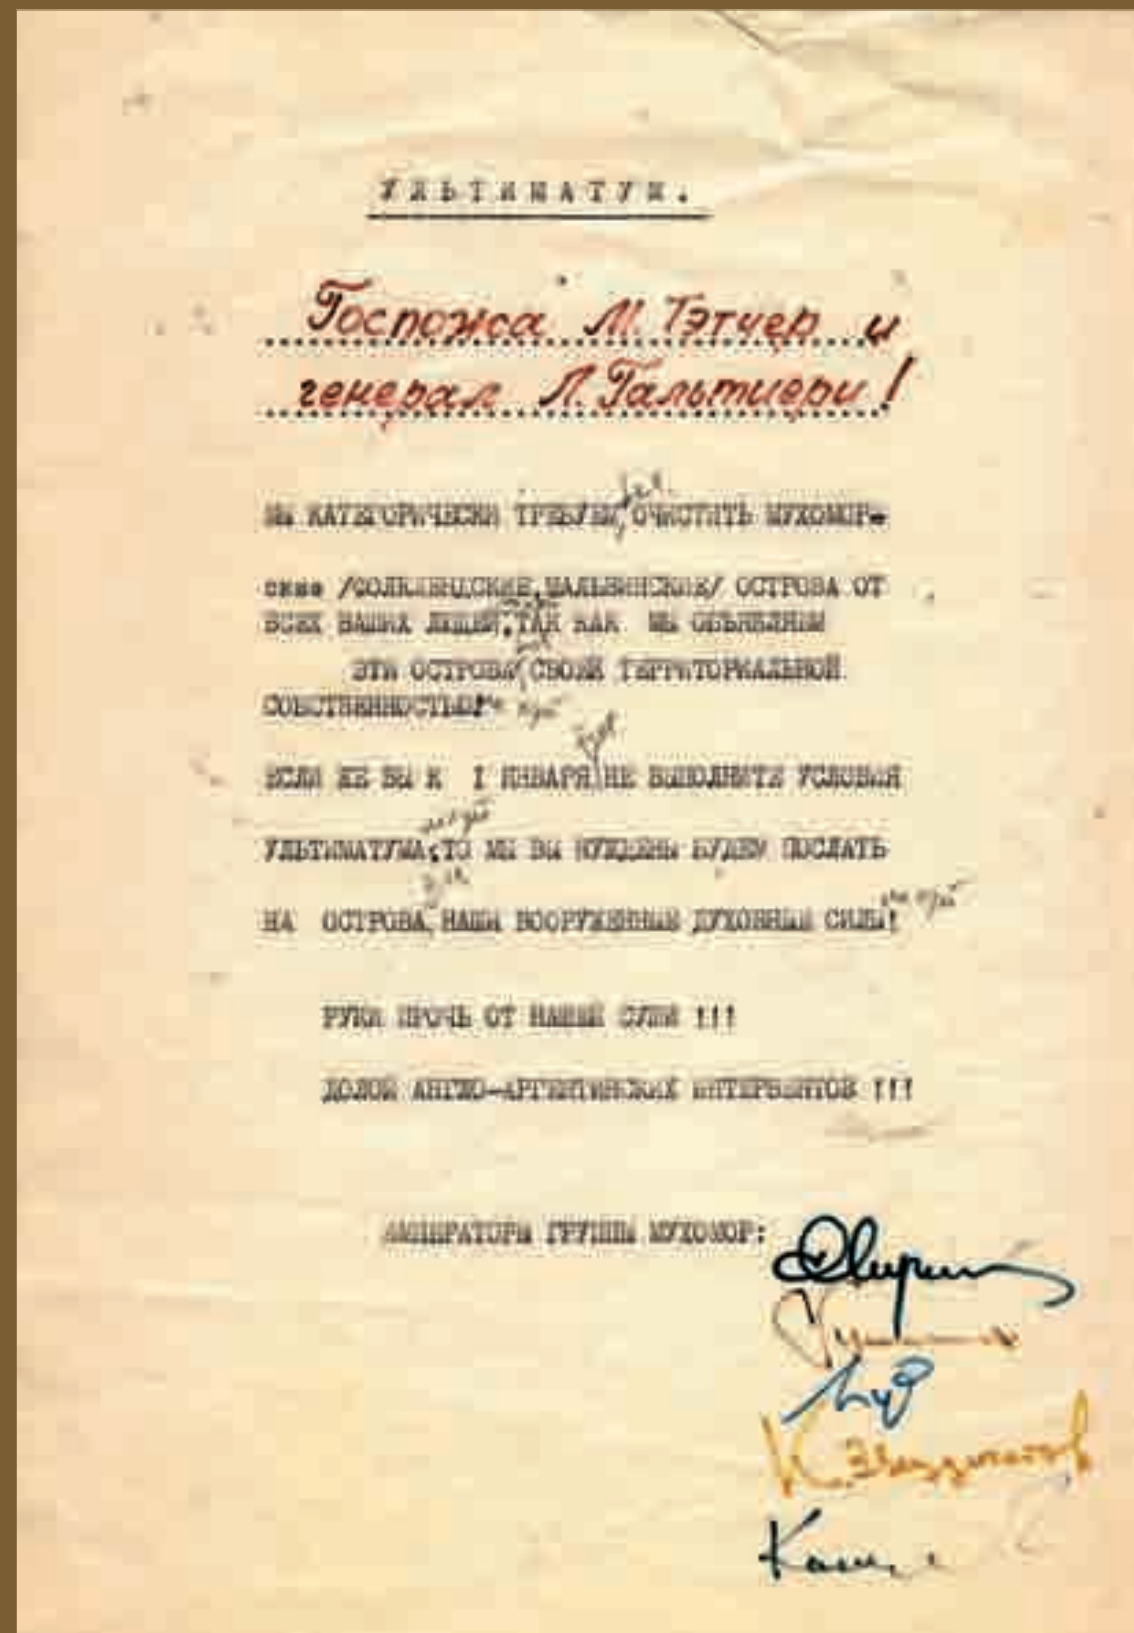 УЛЬТИМАТУМ.
Госпожа М. Тэтчер и
генерал Л. Гальтиери!
МЫ КАТЕГОРИЧЕСКИ ТРЕБУЕМ ОЧИСТИТЬ МУХОМОР-
ские /ФОЛКЛЕНДСКИЕ, МАЛЬВИНСКИЕ/ ОСТРОВА ОТ
ВСЕХ ВАШИХ ЛЮДЕЙ, ТАК КАК МЫ ОБЪЯВЛЯЕМ
ЭТИ ОСТРОВА СВОЕЙ ТЕРРИТОРИАЛЬНОЙ
СОБСТВЕННОСТЬЮ!
ЕСЛИ ЖЕ ВЫ К I ЯНВАРЯ НЕ ВЫПОЛНИТЕ УСЛОВИЯ
УЛЬТИМАТУМА, ТО МЫ ВЫ НУЖДЕНЫ БУДЕМ ПОСЛАТЬ
НА ОСТРОВА НАШИ ВООРУЖЕННЫЕ ДУХОВНЫЕ СИЛЫ!
РУКИ ПРОЧЬ ОТ НАШЕЙ СУШИ !!!
ДОЛОЙ АНГЛО-АРГЕНТИНСКИХ ИНТЕРВЕНТОВ !!!
ИМПЕРАТОРЫ ГРУППЫ МУХОМОР:
К. Звездочетов